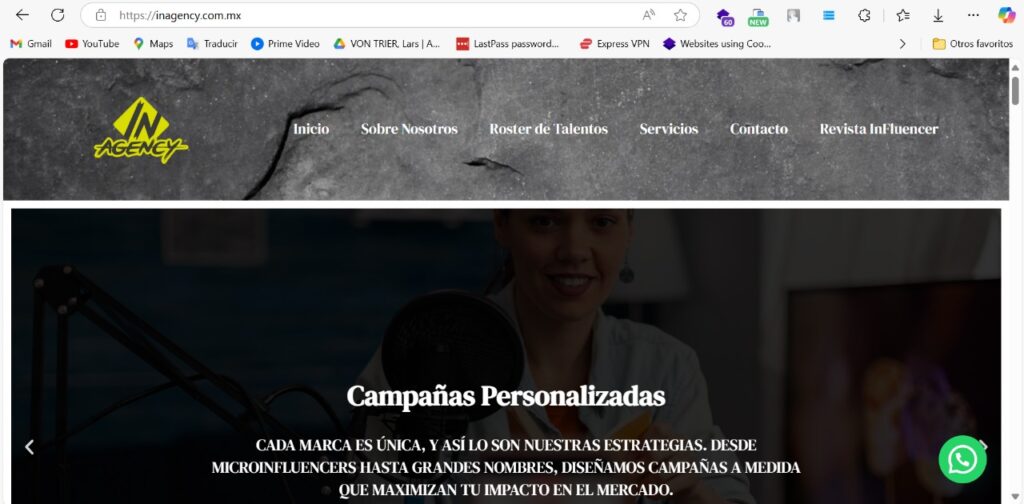 https://inagency.com.mx
60
NEW
Gmail YouTube Maps Traducir Prime Video VON TRIER, Lars | A... LastPass password... Express VPN Websites using Coo... Otros favoritos
IN
AGENCY
Inicio Sobre Nosotros Roster de Talentos Servicios Contacto Revista InFluencer
Campañas Personalizadas
CADA MARCA ES ÚNICA, Y ASÍ LO SON NUESTRAS ESTRATEGIAS. DESDE
MICROINFLUENCERS HASTA GRANDES NOMBRES, DISEÑAMOS CAMPAÑAS A MEDIDA
QUE MAXIMIZAN TU IMPACTO EN EL MERCADO.